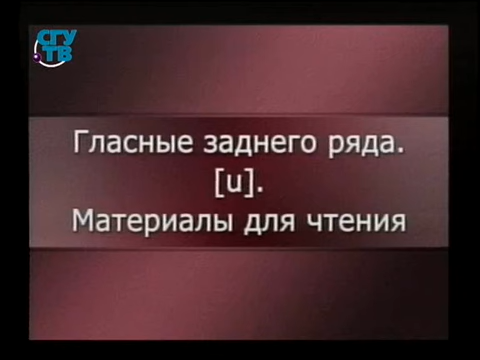 СГУ
ТВ
Гласные заднего ряда.
[u].
Материалы для чтения